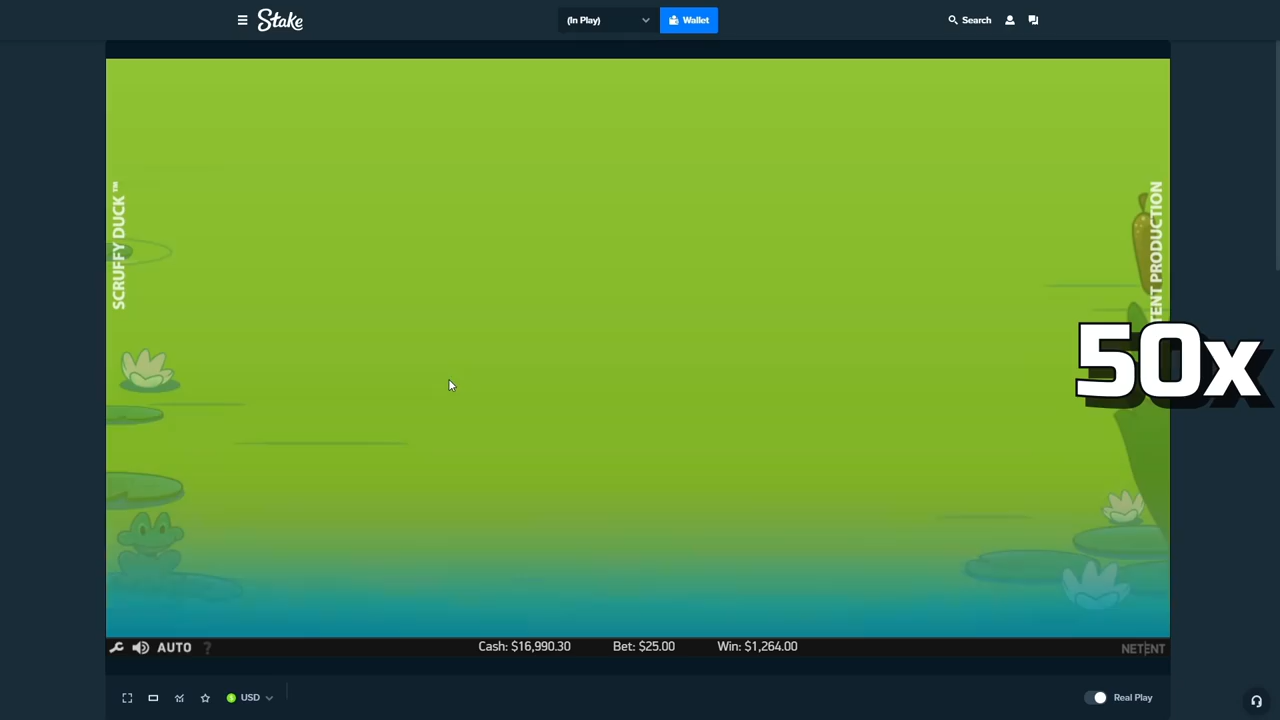 Stake
(In Play)
Wallet
Search
SCRUFFY DUCK™
TENT PRODUCTION
50x
AUTO
?
Cash: $16,990.30
Bet: $25.00
Win: $1,264.00
NETENT
USD
Real Play